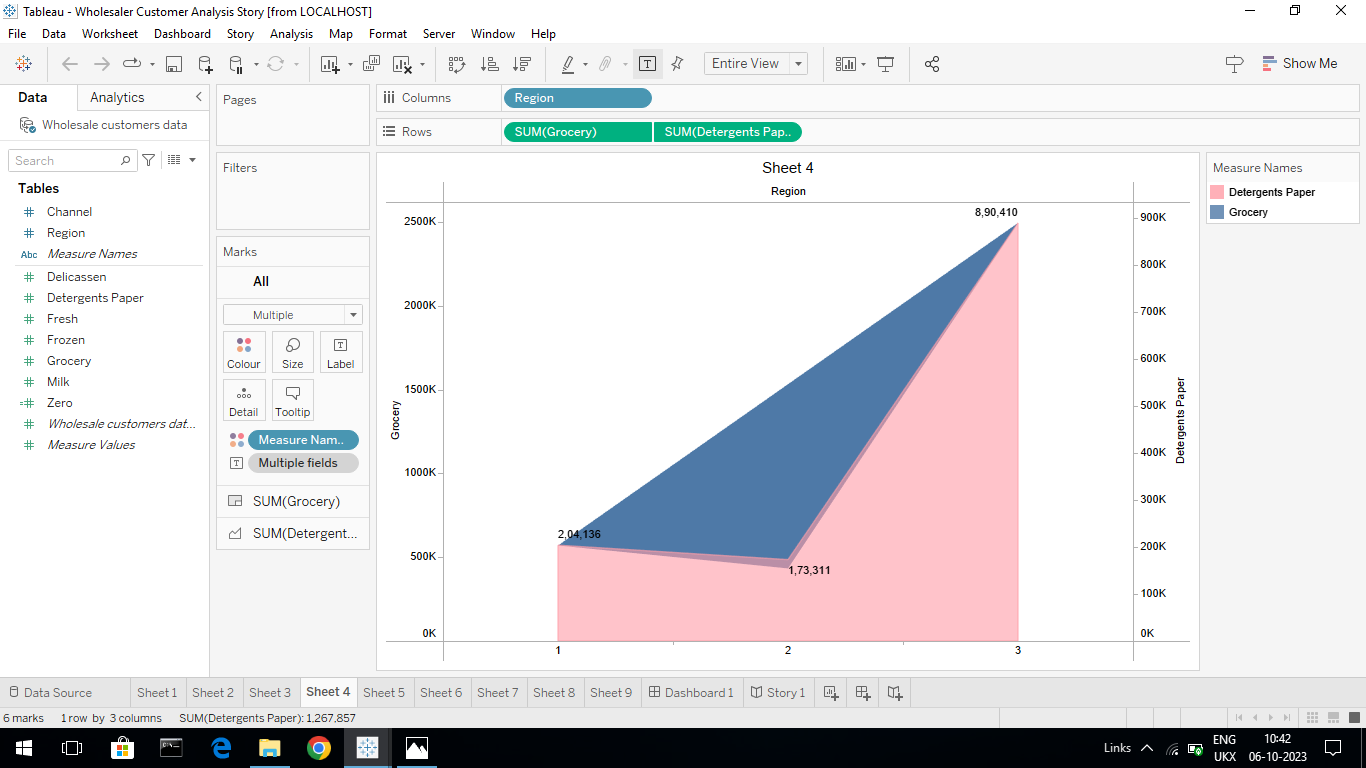 Tableau - Wholesaler Customer Analysis Story [from LOCALHOST]
File Data Worksheet Dashboard Story Analysis Map Format Server Window Help
Entire View
Show Me
Data Analytics
Wholesale customers data
Search
Tables
Channel
Region
Abc Measure Names
Delicassen
Detergents Paper
Fresh
Frozen
Grocery
Milk
Zero
Wholesale customers dat...
Measure Values
Pages
Filters
Marks
All
Multiple
Colour Size Label
Detail Tooltip
Measure Nam..
Multiple fields
SUM(Grocery)
SUM(Detergent...
Columns Region
Rows SUM(Grocery) SUM(Detergents Pap..
Sheet 4
Region
2500K
2000K
1500K
1000K
500K
0K
Grocery
8,90,410
2,04,136
1,73,311
900K
800K
700K
600K
500K
400K
300K
200K
100K
0K
Detergents Paper
1 2 3
Measure Names
Detergents Paper
Grocery
Data Source Sheet 1 Sheet 2 Sheet 3 Sheet 4 Sheet 5 Sheet 6 Sheet 7 Sheet 8 Sheet 9 Dashboard 1 Story 1
6 marks 1 row by 3 columns SUM(Detergents Paper): 1,267,857
Links ENG 10:42
UKX 06-10-2023